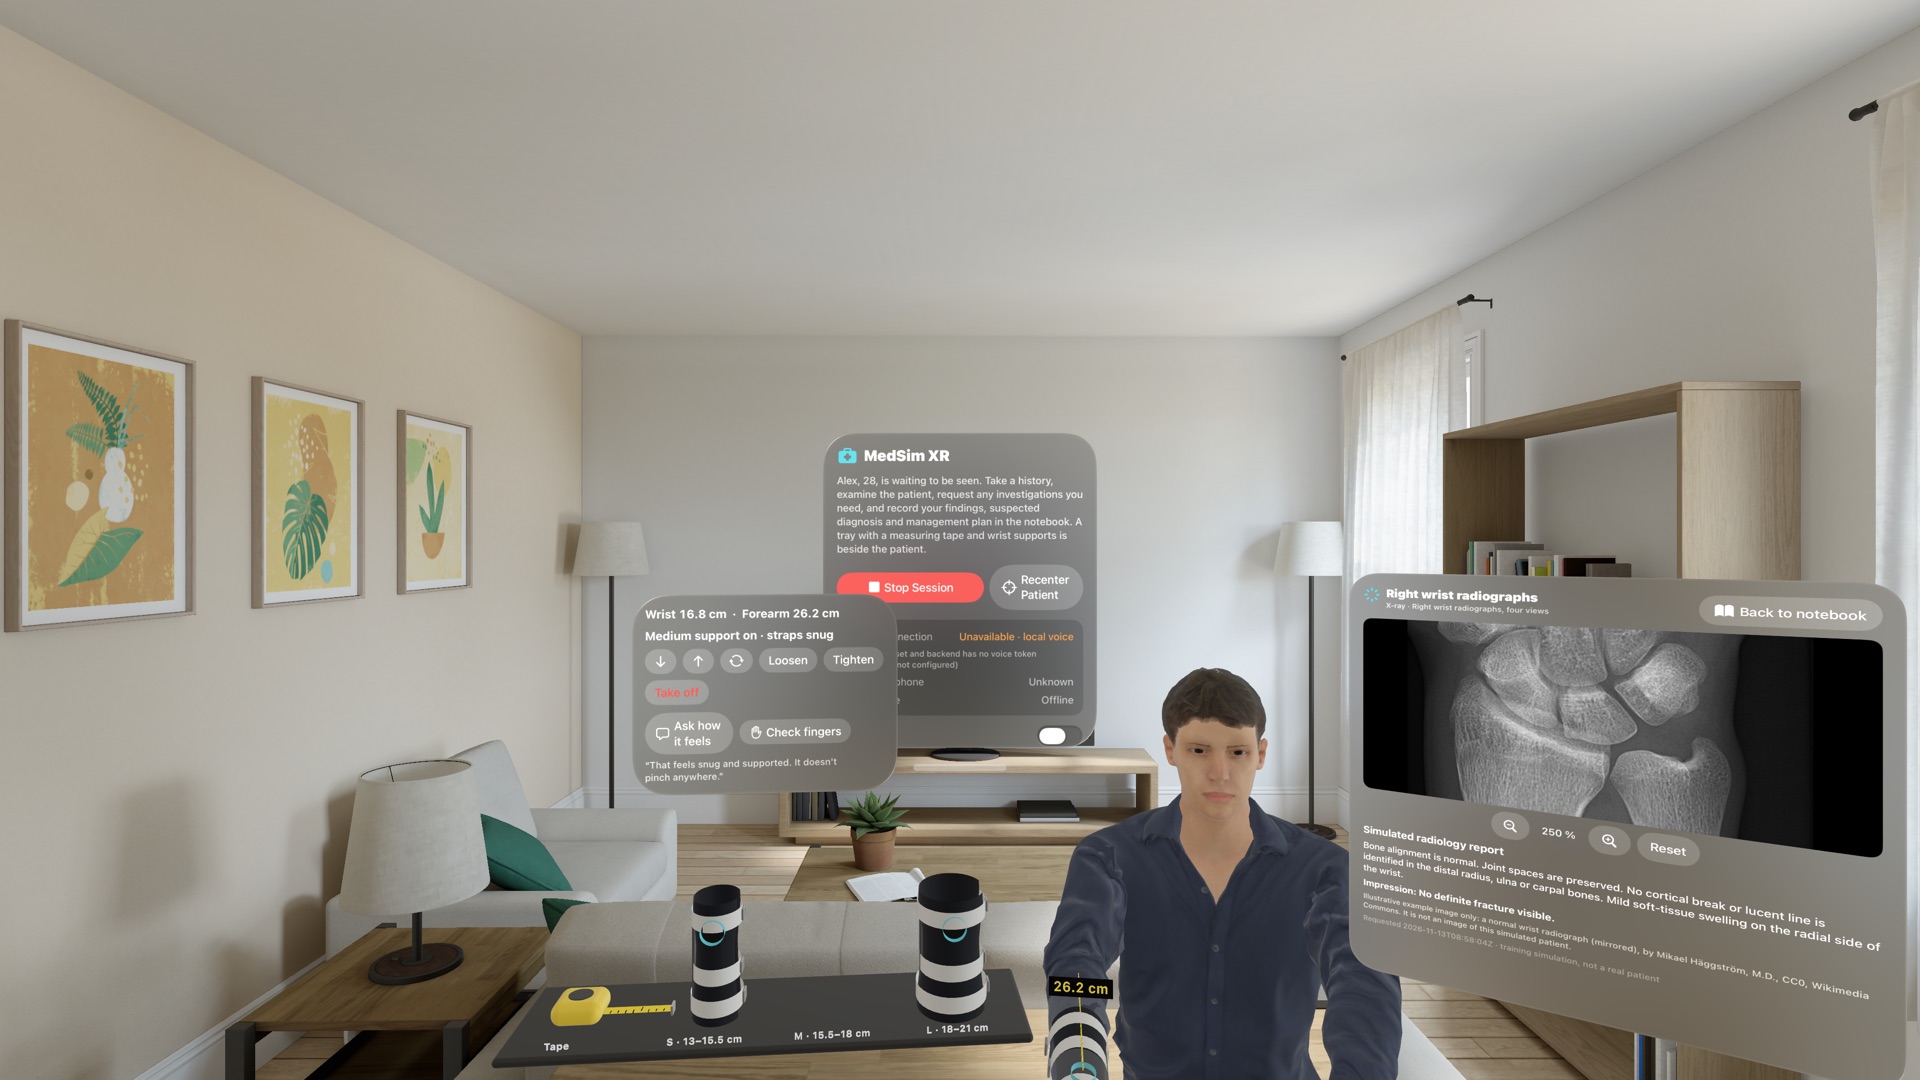 MedSim XR
Alex, 28, is waiting to be seen. Take a history,
examine the patient, request any investigations you
need, and record your findings, suspected
diagnosis and management plan in the notebook. A
tray with a measuring tape and wrist supports is
beside the patient.
Stop Session
Recenter
Patient
Unavailable · local voice
set and backend has no voice token
not configured)
Unknown
Offline
Wrist 16.8 cm · Forearm 26.2 cm
Medium support on · straps snug
Loosen
Tighten
Take off
Ask how
it feels
Check fingers
“That feels snug and supported. It doesn’t
pinch anywhere.”
Right wrist radiographs
X-ray · Right wrist radiographs, four views
Back to notebook
250 %
Reset
Simulated radiology report
Bone alignment is normal. Joint spaces are preserved. No cortical break or lucent line is
identified in the distal radius, ulna or carpal bones. Mild soft-tissue swelling on the radial side of
the wrist.
Impression: No definite fracture visible.
Illustrative example image only: a normal wrist radiograph (mirrored), by Mikael Häggström, M.D., CC0, Wikimedia
Commons. It is not an image of this simulated patient.
Requested 2026-11-13T08:58:04Z · training simulation, not a real patient
26.2 cm
Tape
S · 13–15.5 cm
M · 15.5–18 cm
L · 18–21 cm